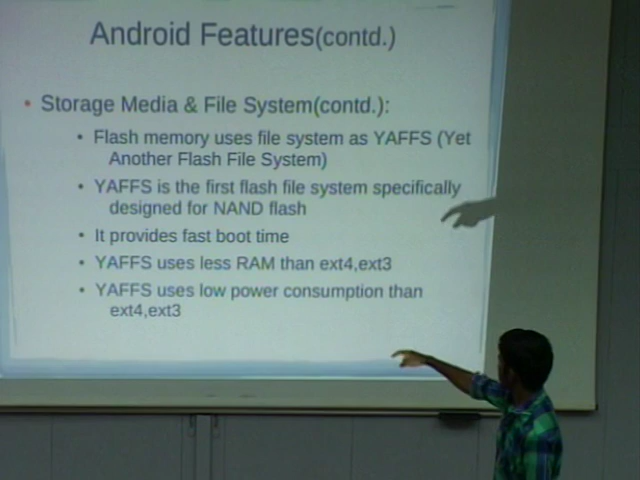 Android Features(contd.)
• Storage Media & File System(contd.):
• Flash memory uses file system as YAFFS (Yet
Another Flash File System)
• YAFFS is the first flash file system specifically
designed for NAND flash
• It provides fast boot time
• YAFFS uses less RAM than ext4,ext3
• YAFFS uses low power consumption than
ext4,ext3